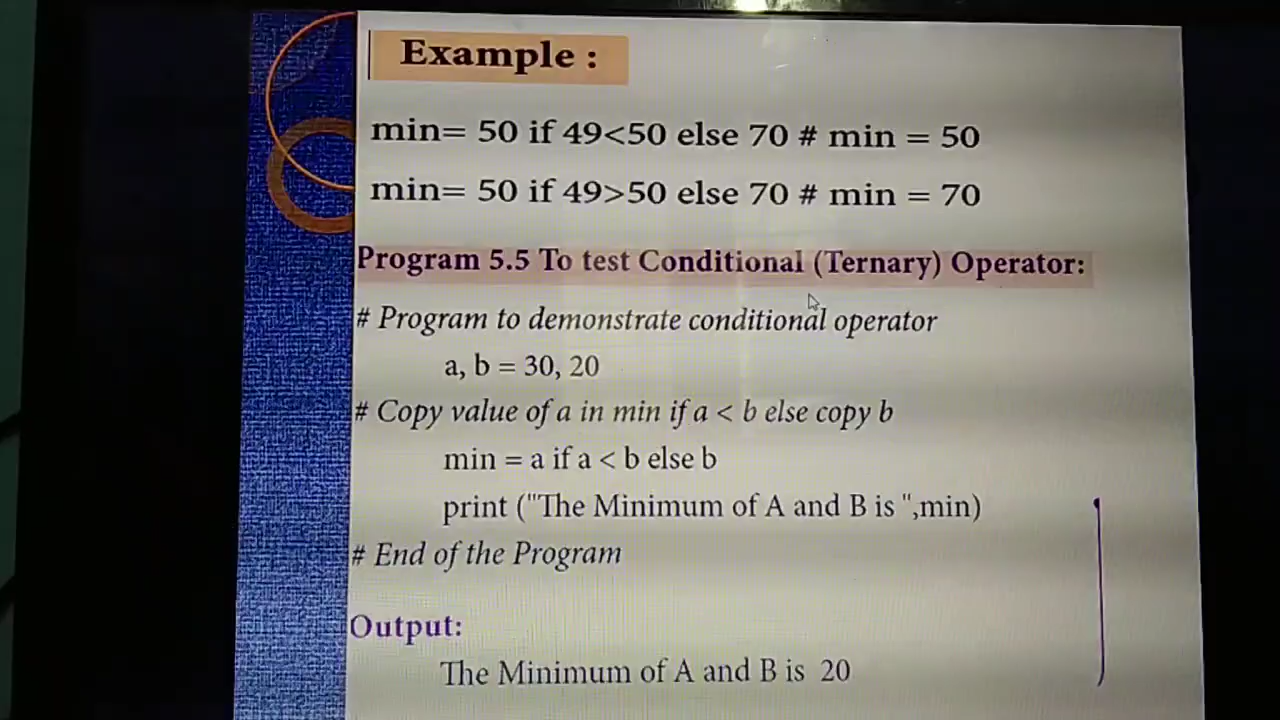 Example :
min= 50 if 49<50 else 70 # min = 50
min= 50 if 49>50 else 70 # min = 70
Program 5.5 To test Conditional (Ternary) Operator:
# Program to demonstrate conditional operator
a, b = 30, 20
# Copy value of a in min if a < b else copy b
min = a if a < b else b
print ("The Minimum of A and B is ",min)
# End of the Program
Output:
The Minimum of A and B is  20